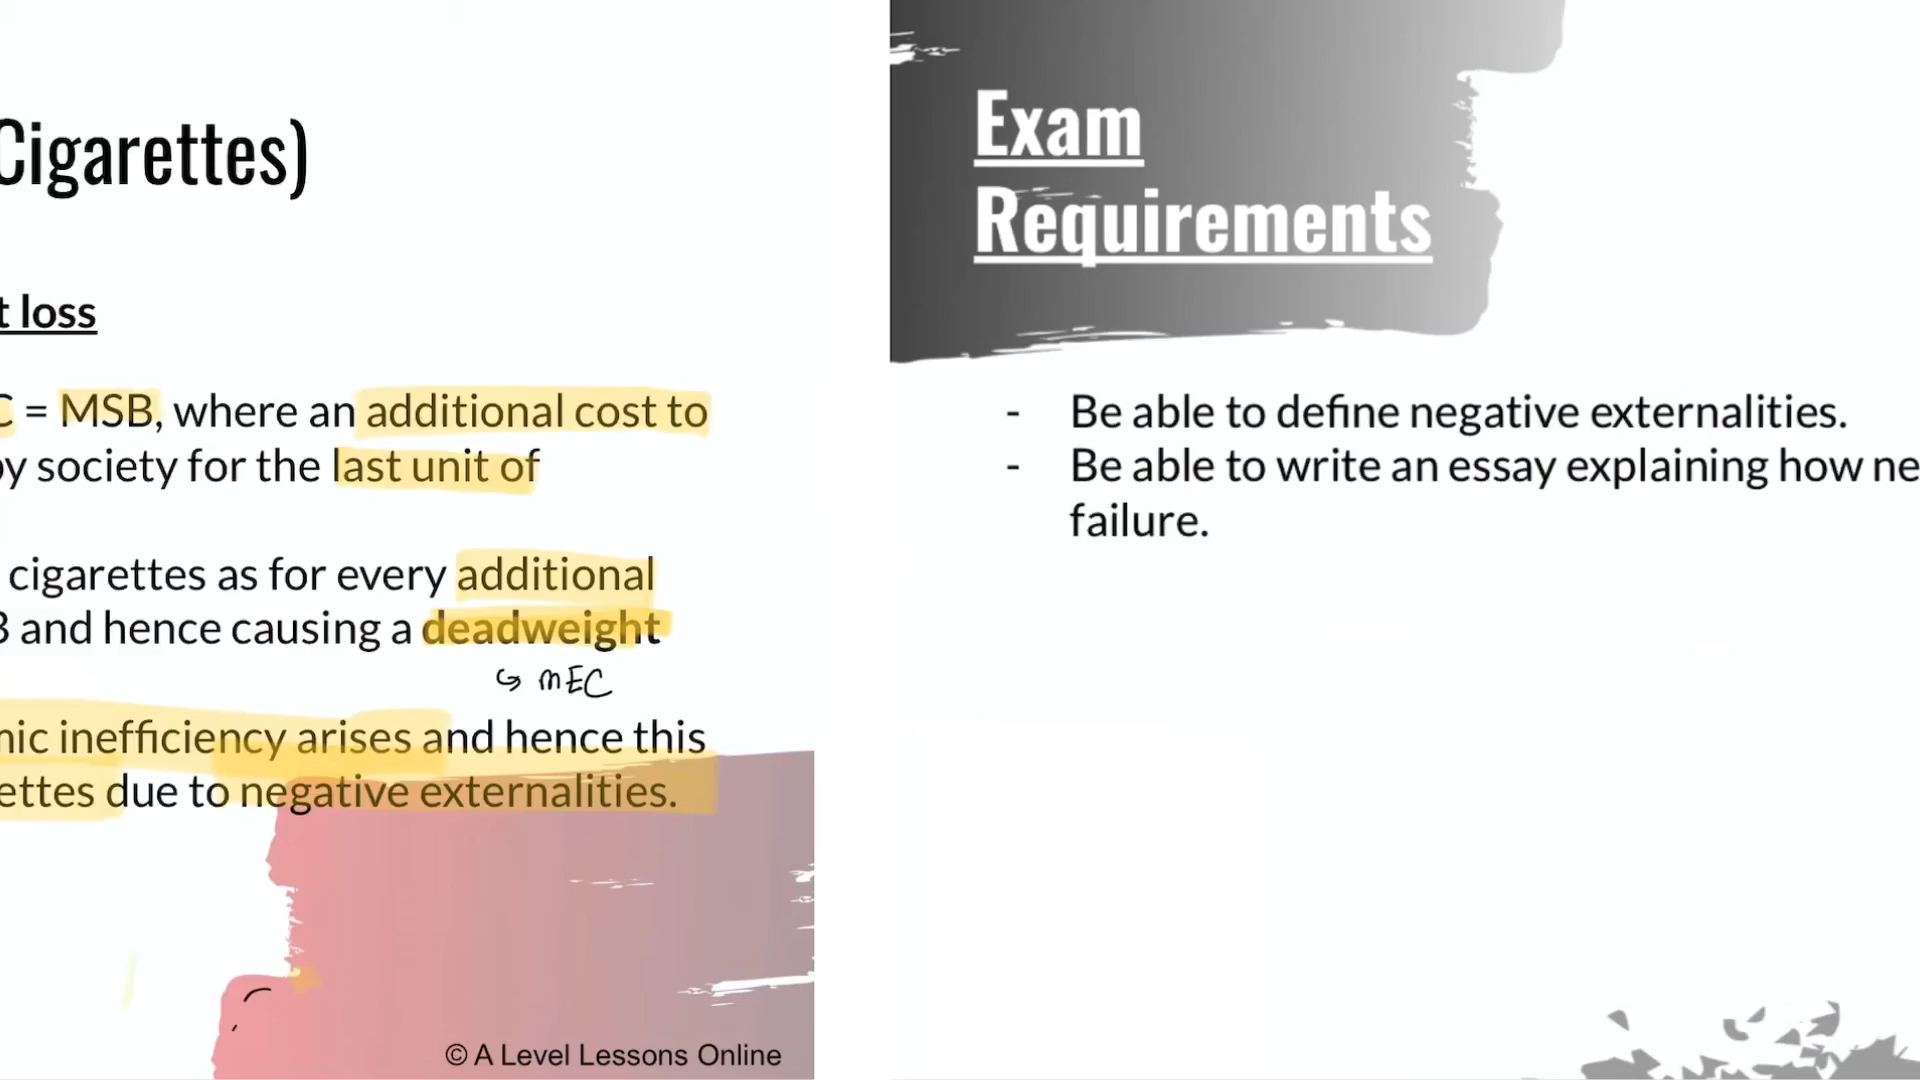 Cigarettes)
t loss
C = MSB, where an additional cost to
by society for the last unit of
cigarettes as for every additional
B and hence causing a deadweight
↪ MEC
mic inefficiency arises and hence this
ettes due to negative externalities.
© A Level Lessons Online
Exam
Requirements
- Be able to define negative externalities.
- Be able to write an essay explaining how ne
failure.